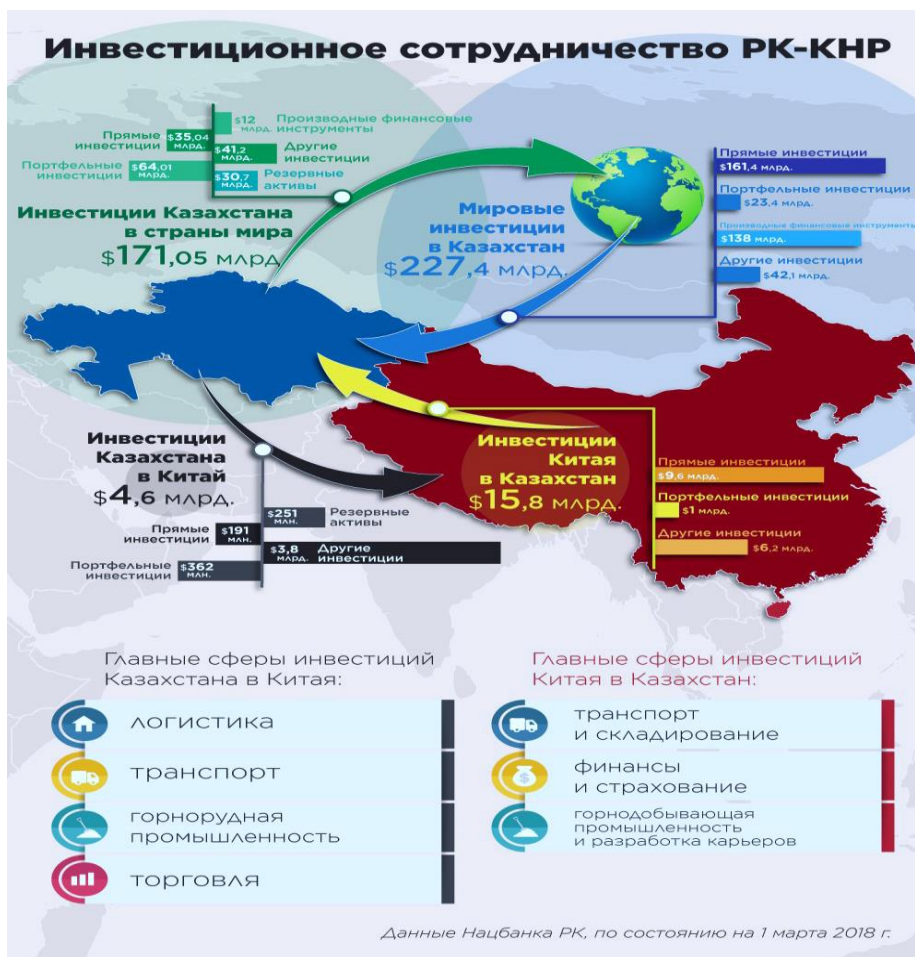 Инвестиционное сотрудничество РК-КНР
$12 млрд.
Производные финансовые
инструменты
Прямые
инвестиции
$35,04 млрд.
$41,2 млрд.
Другие
инвестиции
Портфельные
инвестиции
$64,01 млрд.
$30,7 млрд.
Резервные
активы
Инвестиции Казахстана
в страны мира
$171,05 млрд
Мировые
инвестиции
в Казахстан
$227,4 млрд.
Прямые инвестиции
$161,4 млрд.
Портфельные инвестиции
$23,4 млрд.
Производные финансовые инструменты
$138 млрд.
Другие инвестиции
$42,1 млрд.
Инвестиции
Казахстана
в Китай
$4,6 млрд.
$251 млн.
Резервные
активы
Прямые
инвестиции
$191 млн.
$3,8 млрд.
Другие
инвестиции
Портфельные
инвестиции
$362 млн.
Инвестиции
Китая
в Казахстан
$15,8 млрд.
Прямые инвестиции
$9,6 млрд.
Портфельные инвестиции
$1 млрд.
Другие инвестиции
$6,2 млрд.
Главные сферы инвестиций
Казахстана в Китая:
логистика
транспорт
горнорудная
промышленность
торговля
Главные сферы инвестиций
Китая в Казахстан:
транспорт
и складирование
финансы
и страхование
горнодобывающая
промышленность
и разработка карьеров
Данные Нацбанка РК, по состоянию на 1 марта 2018 г.